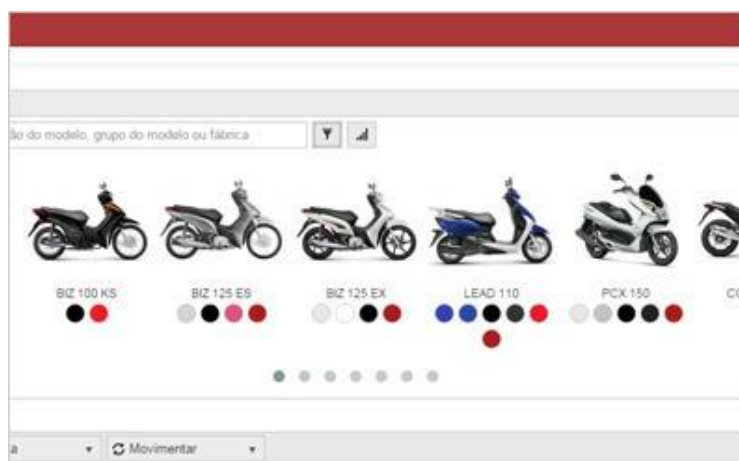 ão do modelo, grupo do modelo ou fábrica
BIZ 100 KS
BIZ 125 ES
BIZ 125 EX
LEAD 110
PCX 150
CO
a
Movimentar